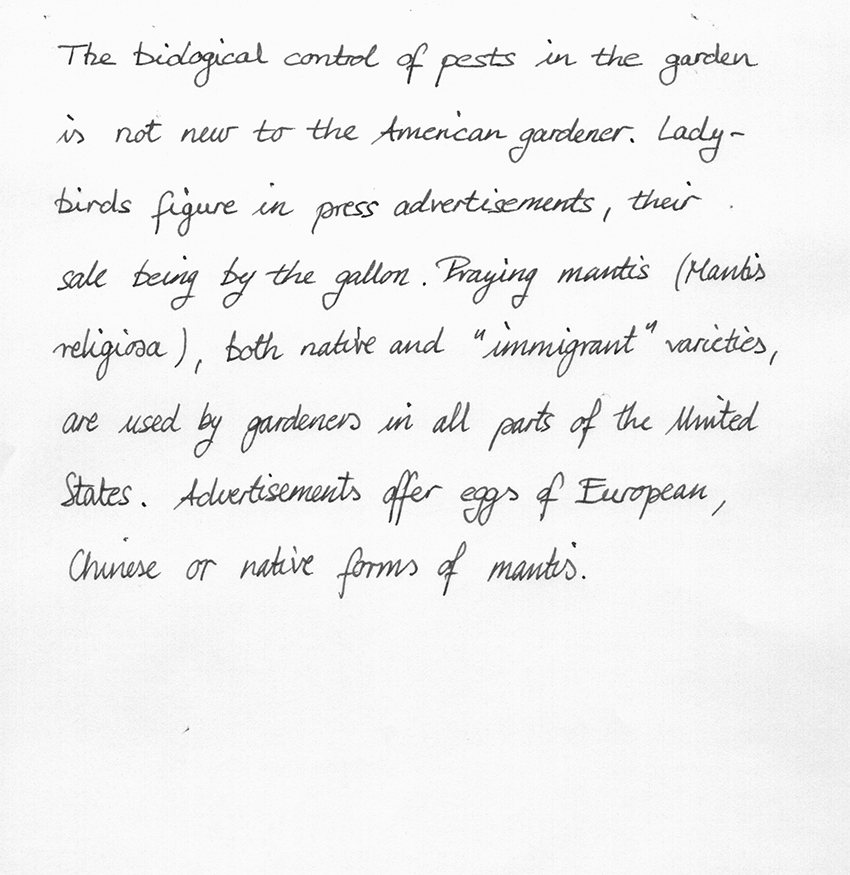 The biological control of pests in the garden
is not new to the American gardener. Lady-
birds figure in press advertisements, their
sale being by the gallon. Praying mantis (Mantis
religiosa), both native and "immigrant" varieties,
are used by gardeners in all parts of the United
States. Advertisements offer eggs of European,
Chinese or native forms of mantis.